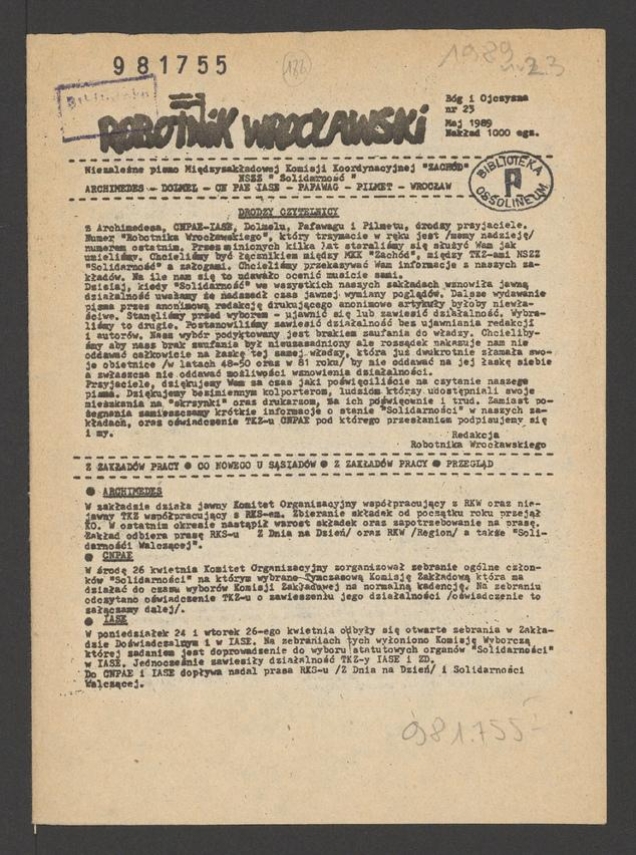 981755
(122)
1989
nr 23
Biblioteka
ROBOTNIK WROCŁAWSKI
Bóg i Ojczyzna
nr 23
Maj 1989
Nakład 1000 egz.
Niezależne pismo Międzyzakładowej Komisji Koordynacyjnej "ZACHÓD"
NSZZ " Solidarność "
ARCHIMEDES - DOLMEL - CN PAE IASE - PAFAWAG - PILMET - WROCŁAW
BIBLIOTEKA
P
OSSOLINEUM
DRODZY CZYTELNICY
z Archimedesa, CNPAE-IASE, Dolmelu, Pafawagu i Pilmetu, drodzy przyjaciele.
Numer "Robotnika Wrocławskiego", który trzymacie w ręku jest /mamy nadzieję/
numerem ostatnim. Przez minionych kilka lat staraliśmy się służyć Wam jak
umieliśmy. Chcieliśmy być łącznikiem między MKK "Zachód", między TKZ-ami NSZZ
"Solidarność" a załogami. Chcieliśmy przekazywać Wam informacje z naszych za-
kładów. Na ile nam się to udawało ocenić musicie sami.
Dzisiaj, kiedy "Solidarność" we wszystkich naszych zakładach wznowiła jawną
działalność uważamy że nadszedł czas jawnej wymiany poglądów. Dalsze wydawanie
pisma przez anonimową redakcję drukującego anonimowe artykuły byłoby niewła-
ściwe. Stanęliśmy przed wyborem - ujawnić się lub zawiesić działalność. Wybra-
liśmy to drugie. Postanowiliśmy zawiesić działalność bez ujawniania redakcji
i autorów. Nasz wybór podyktowany jest brakiem zaufania do władzy. Chcieliby-
śmy aby nasz brak zaufania był nieuzasadniony ale rozsądek nakazuje nam nie
oddawać całkowicie na łaskę tej samej władzy, która już dwukrotnie złamała swo-
je obietnice /w latach 48-50 oraz w 81 roku/ by nie oddawać na jej łaskę siebie
a zwłaszcza nie oddawać możliwości wznowienia działalności.
Przyjaciele, dziękujemy Wam za czas jaki poświęciliście na czytanie naszego
pisma. Dziękujemy bezimiennym kolporterom, ludziom którzy udostępniali swoje
mieszkania na "skrzynki" oraz drukarzom, za ich poświęcenie i trud. Zamiast po-
żegnania zamieszczamy krótkie informacje o stanie "Solidarności" w naszych za-
kładach, oraz oświadczenie TKZ-u CNPAE pod którego przesłaniem podpisujemy się
i my.
Redakcja
Robotnika Wrocławskiego
Z ZAKŁADÓW PRACY ● CO NOWEGO U SĄSIADÓW ● Z ZAKŁADÓW PRACY ● PRZEGLĄD
● ARCHIMEDES
W zakładzie działa jawny Komitet Organizacyjny współpracujący z RKW oraz nie-
jawny TKZ współpracujący z RKS-em. Zbieranie składek od początku roku przejął
KO. W ostatnim okresie nastąpił wzrost składek oraz zapotrzebowanie na prasę.
Zakład odbiera prasę RKS-u Z Dnia na Dzień/ oraz RKW /Region/ a także "Soli-
darność Walcząca".
● CNPAE
W środę 26 kwietnia Komitet Organizacyjny zorganizował zebranie ogólne człon-
ków "Solidarności" na którym wybrano Tymczasową Komisję Zakładową która ma
działać do czasu wyborów Komisji Zakładowej na normalną kadencję. Na zebraniu
odczytano oświadczenie TKZ-u o zawieszeniu jego działalności /oświadczenie to
załączamy dalej/.
● IASE
W poniedziałek 24 i wtorek 26-ego kwietnia odbyły się otwarte zebrania w Zakła-
dzie Doświadczalnym i w IASE. Na zebraniach tych wyłoniono Komisję Wyborczą
której zadaniem jest doprowadzenie do wyboru statutowych organów "Solidarności"
w IASE. Jednocześnie zawiesiły działalność TKZ-y IASE i ZD.
Do CNPAE i IASE dopływa nadal prasa RKS-u /Z Dnia na Dzień/ i Solidarności
Walczącej.
981.755